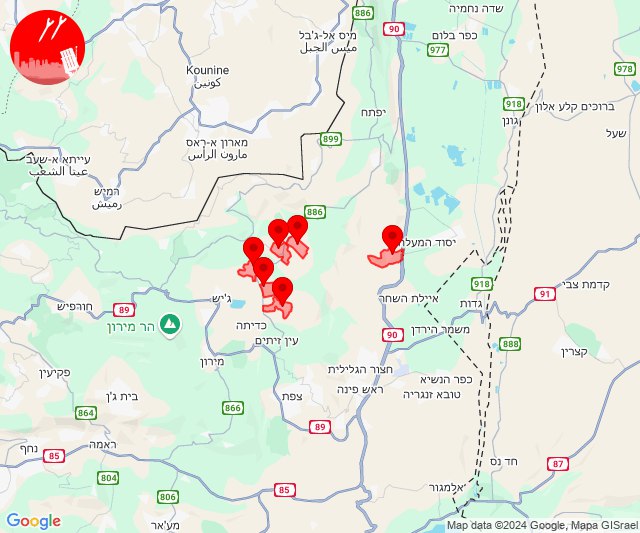 שדה נחמיה
886
90
מיס אל-ג'בל
ميس الجبل
כפר בלום
977
978
Kounine
כונין
ברוכים קלע אלון
918
גונן
יפתח
899
שעל
מארון א-ראס
مارون الراس
עייתא א-שעב
عيتا الشعب
רמיש
رميش
886
יסוד המעלה
קדמת צבי
918
91
איילת השחר
גדות
חורפיש
89
ג'יש
הר מירון
כדיתה
עין זיתים
משמר הירדן
90
888
קצרין
מירון
חצור הגלילית
ראש פינה
כפר הנשיא
טובא זנגריה
פקיעין
בית ג'ן
צפת
864
866
89
ראמה
נחף
85
חד נס
87
804
85
806
אלמגור
מע'אר
Google
Map data ©2024 Google, Mapa GISrael